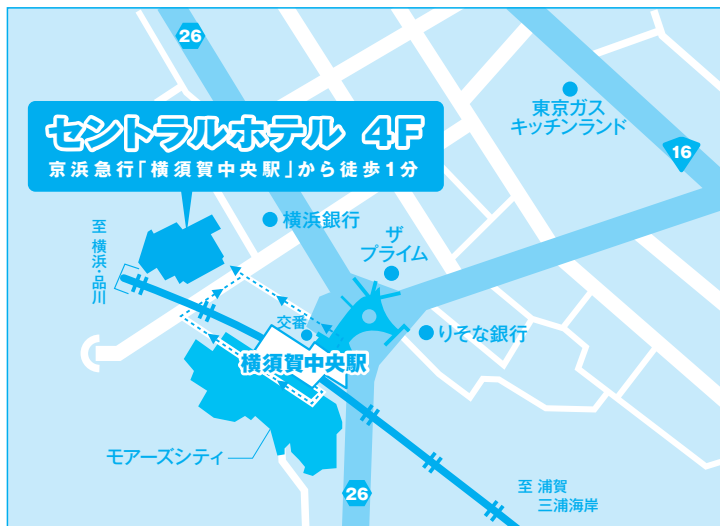 26
セントラルホテル 4F
京浜急行「横須賀中央駅」から徒歩1分
東京ガス
キッチンランド
16
至 横浜・品川
横浜銀行
ザ
プライム
交番
りそな銀行
横須賀中央駅
モアーズシティ
26
至 浦賀
三浦海岸